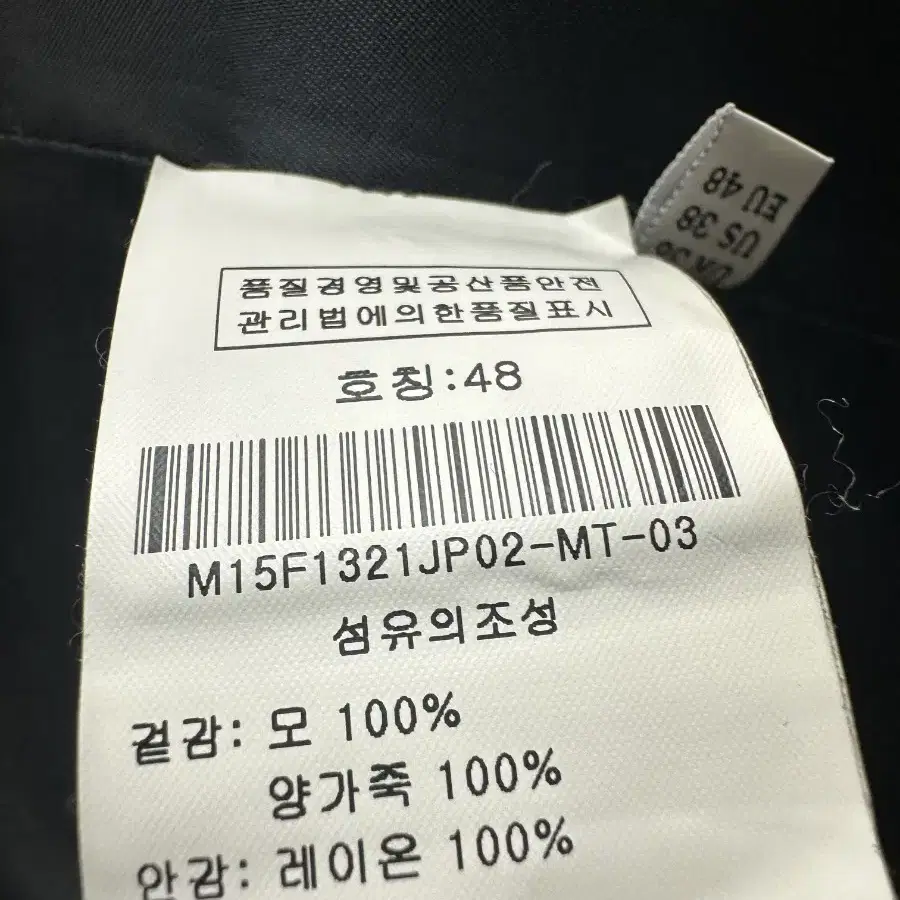 품질경영및공산품안전
관리법에의한품질표시
호칭:48
M15F1321JP02-MT-03
섬유의조성
겉감: 모 100%
양가죽 100%
안감: 레이온 100%
EU 48
US 38